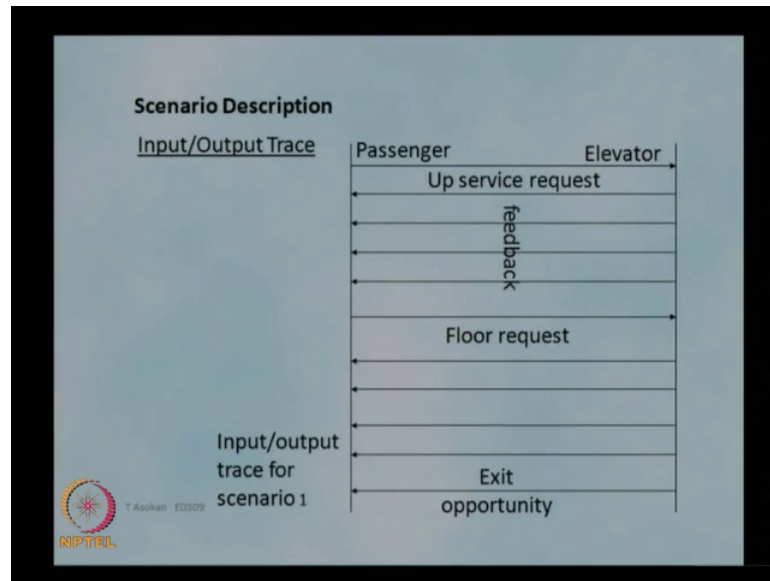 Scenario Description
Input/Output Trace
Passenger Elevator
Up service request
feedback
Floor request
Input/output
trace for
scenario 1
Exit
opportunity
T Asokan ED309
NPTEL